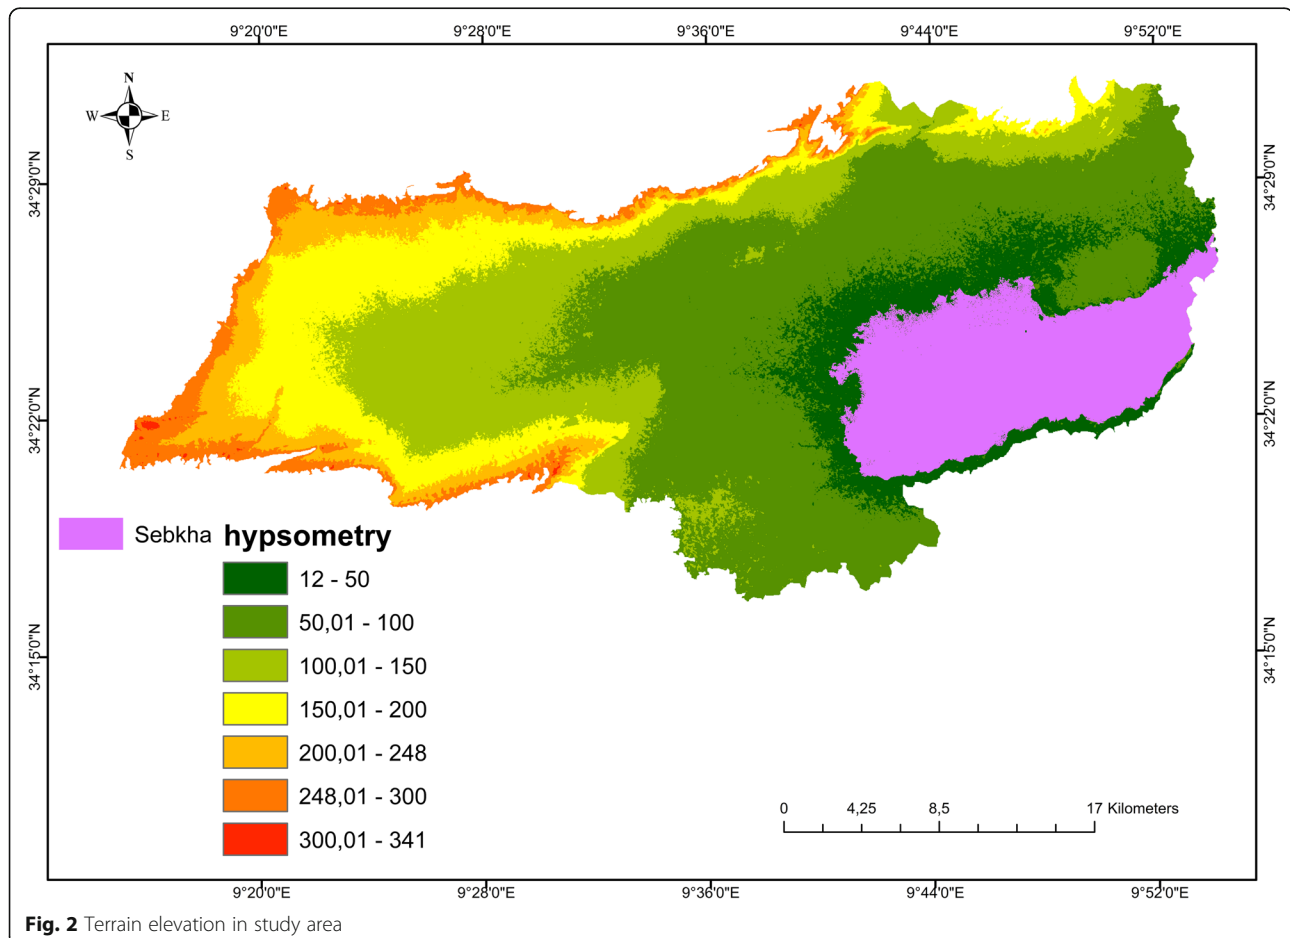 9°20'0"E 9°28'0"E 9°36'0"E 9°44'0"E 9°52'0"E
N
W E
S
34°29'0"N 34°29'0"N
34°22'0"N 34°22'0"N
Sebkha hypsometry
12 - 50
50,01 - 100
100,01 - 150
150,01 - 200
200,01 - 248
248,01 - 300
300,01 - 341
34°15'0"N 34°15'0"N
0 4,25 8,5 17 Kilometers
9°20'0"E 9°28'0"E 9°36'0"E 9°44'0"E 9°52'0"E
Fig. 2 Terrain elevation in study area